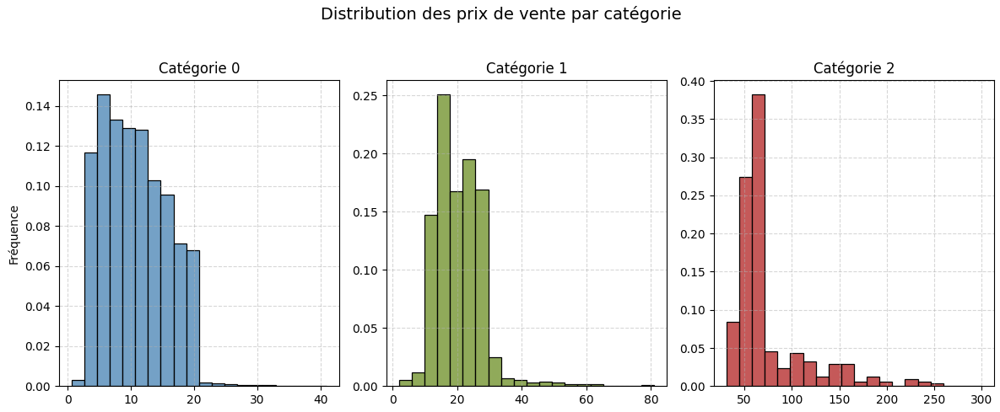 Distribution des prix de vente par catégorie
Catégorie 0
Fréquence
0.14
0.12
0.10
0.08
0.06
0.04
0.02
0.00
0 10 20 30 40
Catégorie 1
0.25
0.20
0.15
0.10
0.05
0.00
0 20 40 60 80
Catégorie 2
0.40
0.35
0.30
0.25
0.20
0.15
0.10
0.05
0.00
50 100 150 200 250 300